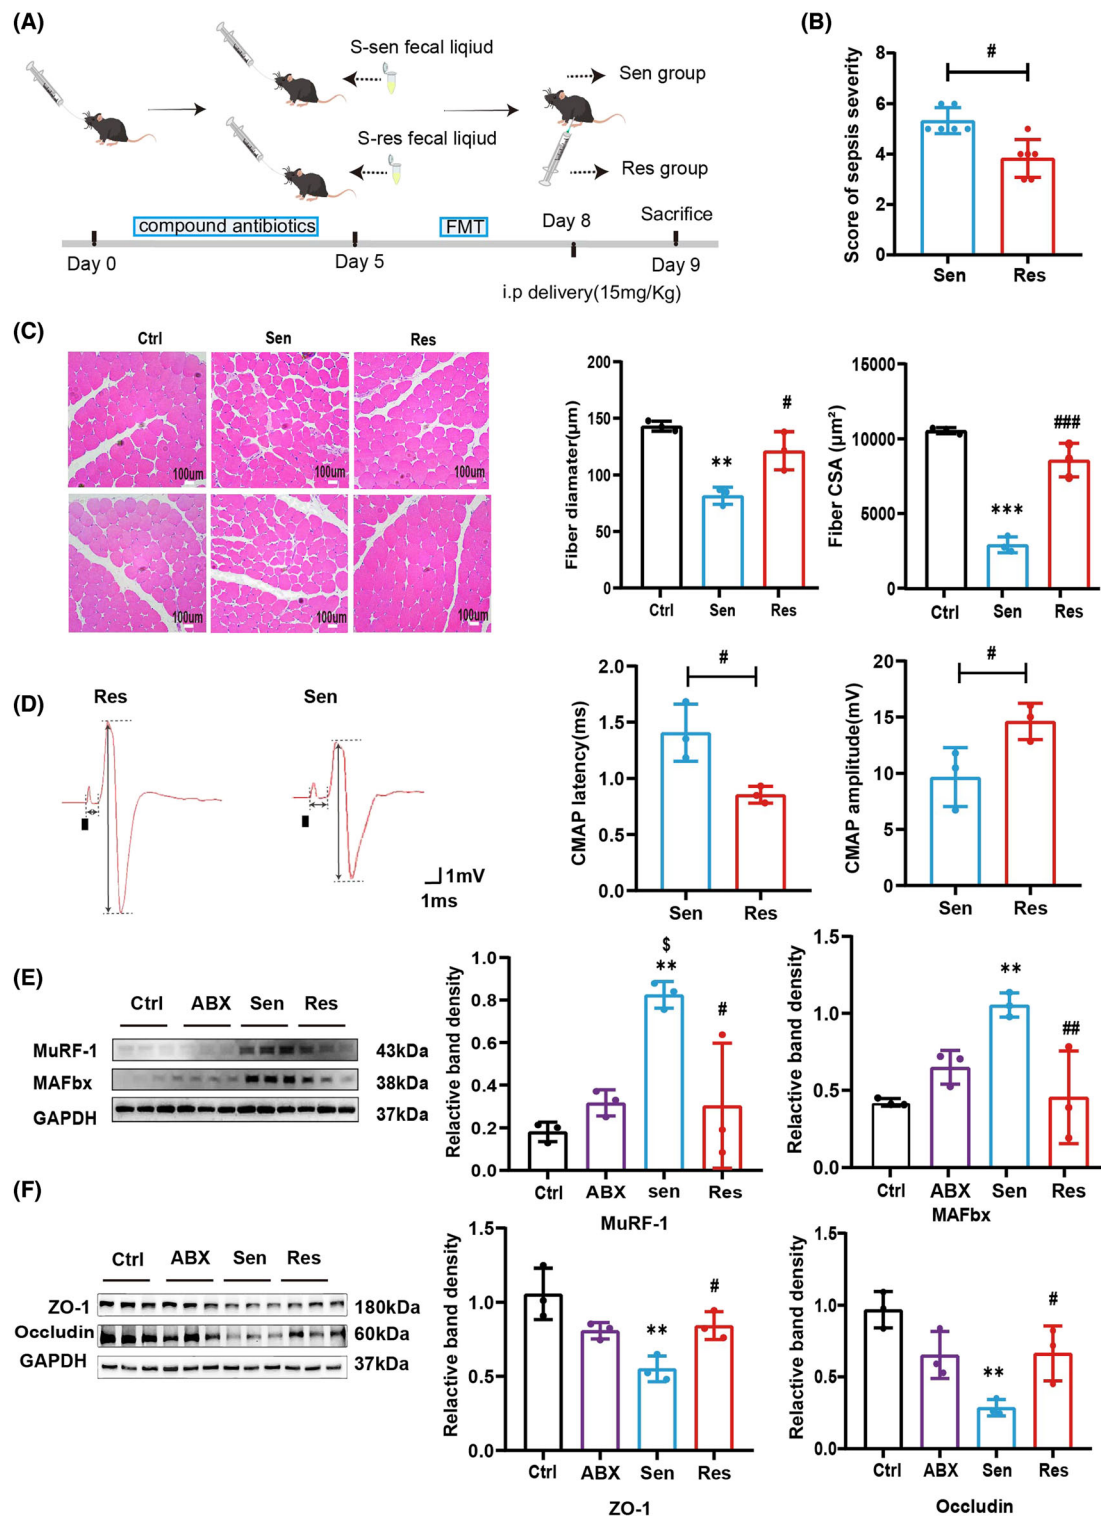 (A)
S-sen fecal liqiud
Sen group
S-res fecal liqiud
Res group
compound antibiotics
FMT
Day 8
Sacrifice
Day 0
Day 5
Day 9
i.p delivery(15mg/Kg)
(B)
Score of sepsis severity
8
6
4
2
0
#
Sen
Res
(C)
Ctrl
Sen
Res
100um
100um
100um
100um
100um
100um
Fiber diamater(μm)
200
150
100
50
0
**
#
Ctrl
Sen
Res
Fiber CSA (μm²)
15000
10000
5000
0
***
###
Ctrl
Sen
Res
(D)
Res
Sen
1mV
1ms
CMAP latency(ms)
2.0
1.5
1.0
0.5
0.0
#
Sen
Res
CMAP amplitude(mV)
20
15
10
5
0
#
Sen
Res
(E)
Ctrl
ABX
Sen
Res
MuRF-1
43kDa
MAFbx
38kDa
GAPDH
37kDa
Relactive band density
1.0
0.8
0.6
0.4
0.2
0.0
$
**
#
Ctrl
ABX
sen
Res
MuRF-1
Relactive band density
1.5
1.0
0.5
0.0
**
##
Ctrl
ABX
Sen
Res
MAFbx
(F)
Ctrl
ABX
Sen
Res
ZO-1
180kDa
Occludin
60kDa
GAPDH
37kDa
Relactive band density
1.5
1.0
0.5
0.0
**
#
Ctrl
ABX
Sen
Res
ZO-1
Relactive band density
1.5
1.0
0.5
0.0
**
#
Ctrl
ABX
Sen
Res
Occludin